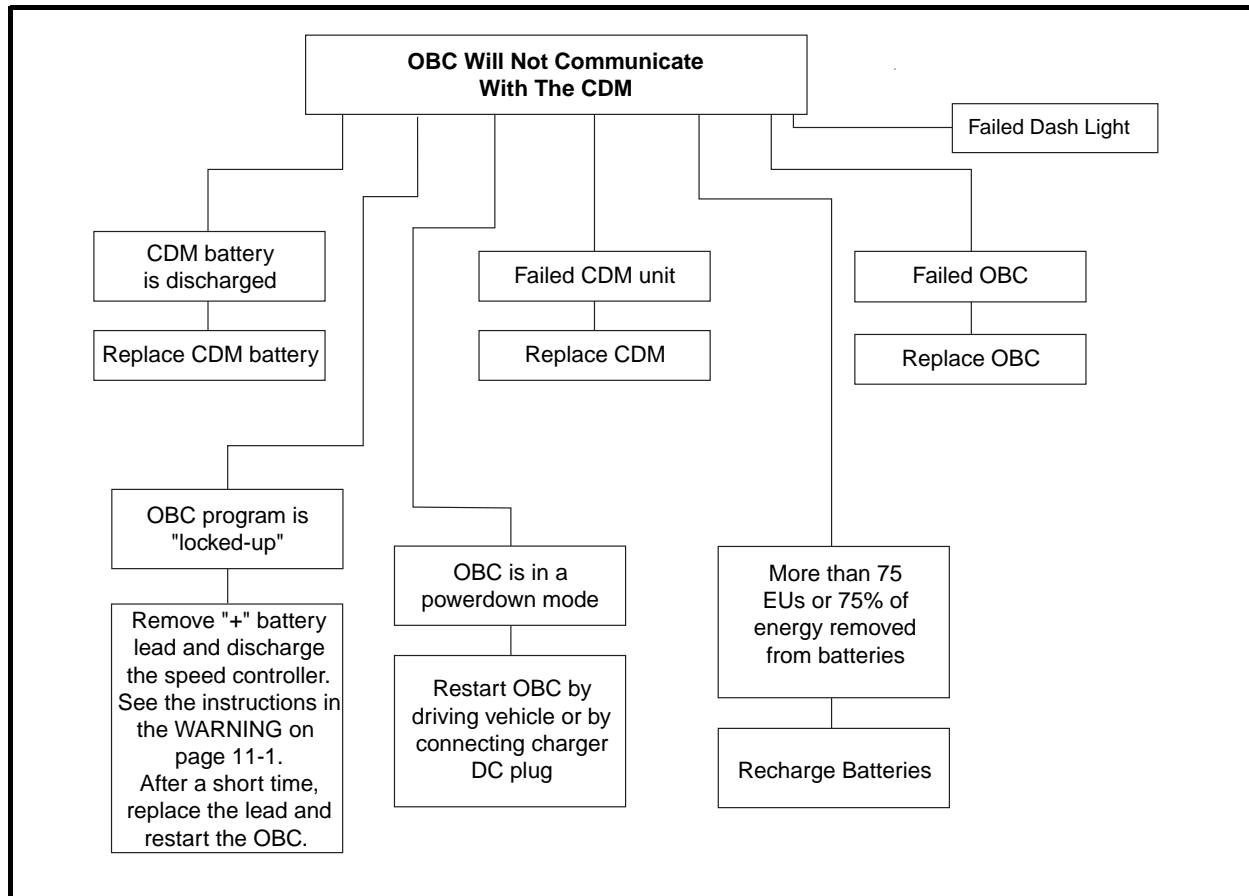 OBC Will Not Communicate
With The CDM
Failed Dash Light
CDM battery
is discharged
Replace CDM battery
Failed CDM unit
Replace CDM
Failed OBC
Replace OBC
OBC program is
"locked-up"
Remove "+" battery
lead and discharge
the speed controller.
See the instructions in
the WARNING on
page 11-1.
After a short time,
replace the lead and
restart the OBC.
OBC is in a
powerdown mode
Restart OBC by
driving vehicle or by
connecting charger
DC plug
More than 75
EUs or 75% of
energy removed
from batteries
Recharge Batteries